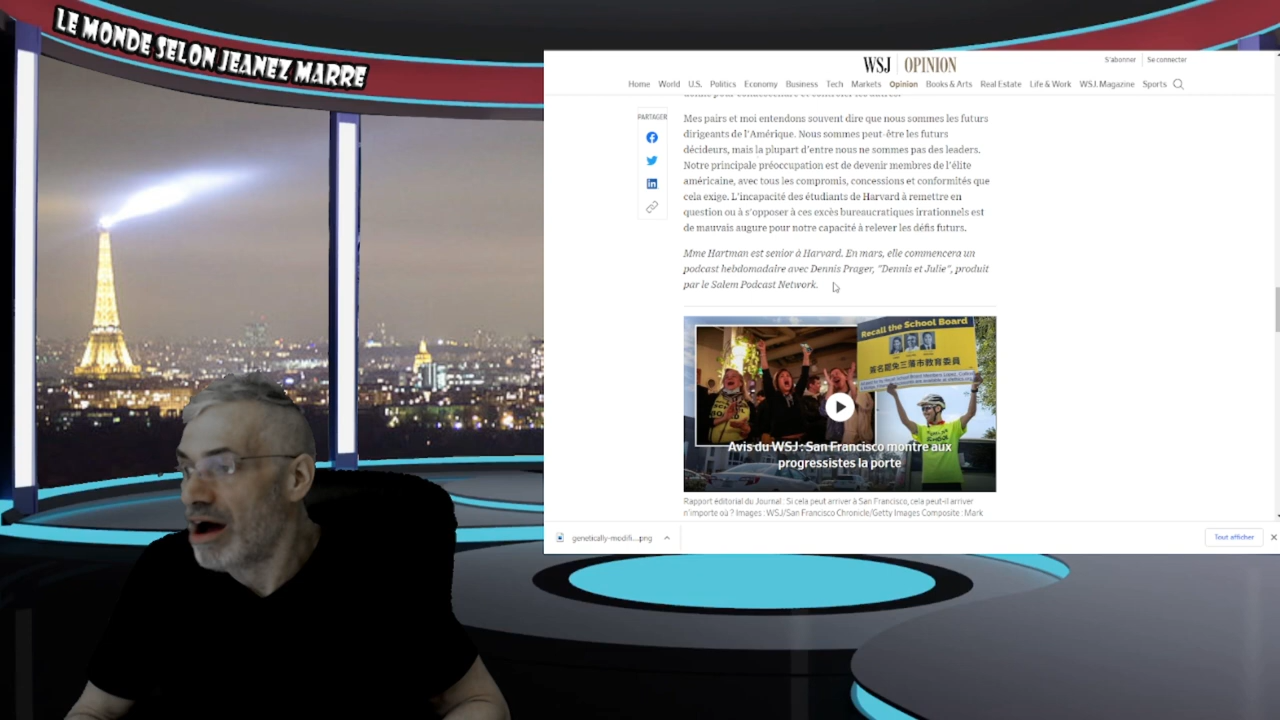 LE MONDE SELON JEANEZ MARRE
WSJ OPINION
S'abonner Se connecter
Home World U.S. Politics Economy Business Tech Markets Opinion Books & Arts Real Estate Life & Work WSJ. Magazine Sports
PARTAGER
Mes pairs et moi entendons souvent dire que nous sommes les futurs
dirigeants de l'Amérique. Nous sommes peut-être les futurs
décideurs, mais la plupart d'entre nous ne sommes pas des leaders.
Notre principale préoccupation est de devenir membres de l'élite
américaine, avec tous les compromis, concessions et conformités que
cela exige. L'incapacité des étudiants de Harvard à remettre en
question ou à s'opposer à ces excès bureaucratiques irrationnels est
de mauvais augure pour notre capacité à relever les défis futurs.
Mme Hartman est senior à Harvard. En mars, elle commencera un
podcast hebdomadaire avec Dennis Prager, "Dennis et Julie", produit
par le Salem Podcast Network.
Recall the School Board
Avis du WSJ : San Francisco montre aux
progressistes la porte
Rapport éditorial du Journal : Si cela peut arriver à San Francisco, cela peut-il arriver
n'importe où ? Images : WSJ/San Francisco Chronicle/Getty Images Composite : Mark
genetically-modifi...png
Tout afficher